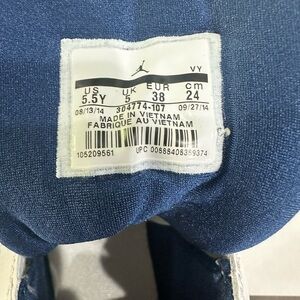 VY
US UK EUR CM
5.5Y 5 38 24
08/13/14 304774-107 09/27/14
MADE IN VIETNAM
FABRIQUE AU VIETNAM
105209561 UPC 00888408359374